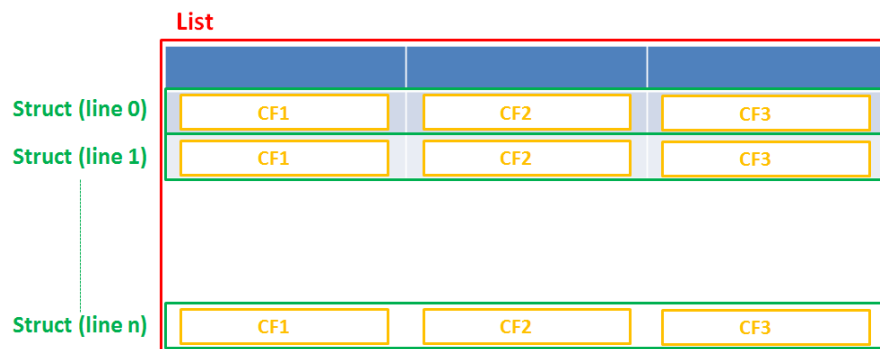 List
Struct (line 0) CF1 CF2 CF3
Struct (line 1) CF1 CF2 CF3
Struct (line n) CF1 CF2 CF3